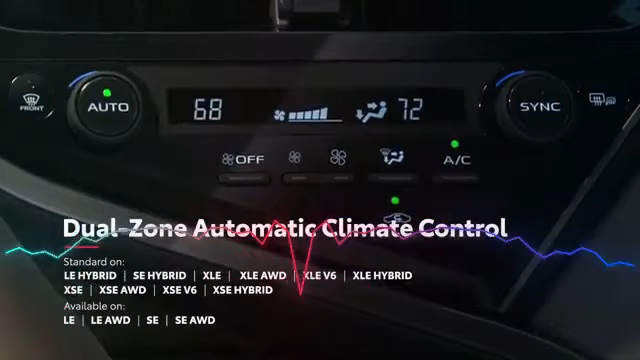 68
72
AUTO
SYNC
FRONT
OFF
A/C
Dual-Zone Automatic Climate Control
Standard on:
LE HYBRID | SE HYBRID | XLE | XLE AWD | XLE V6 | XLE HYBRID
XSE | XSE AWD | XSE V6 | XSE HYBRID
Available on:
LE | LE AWD | SE | SE AWD